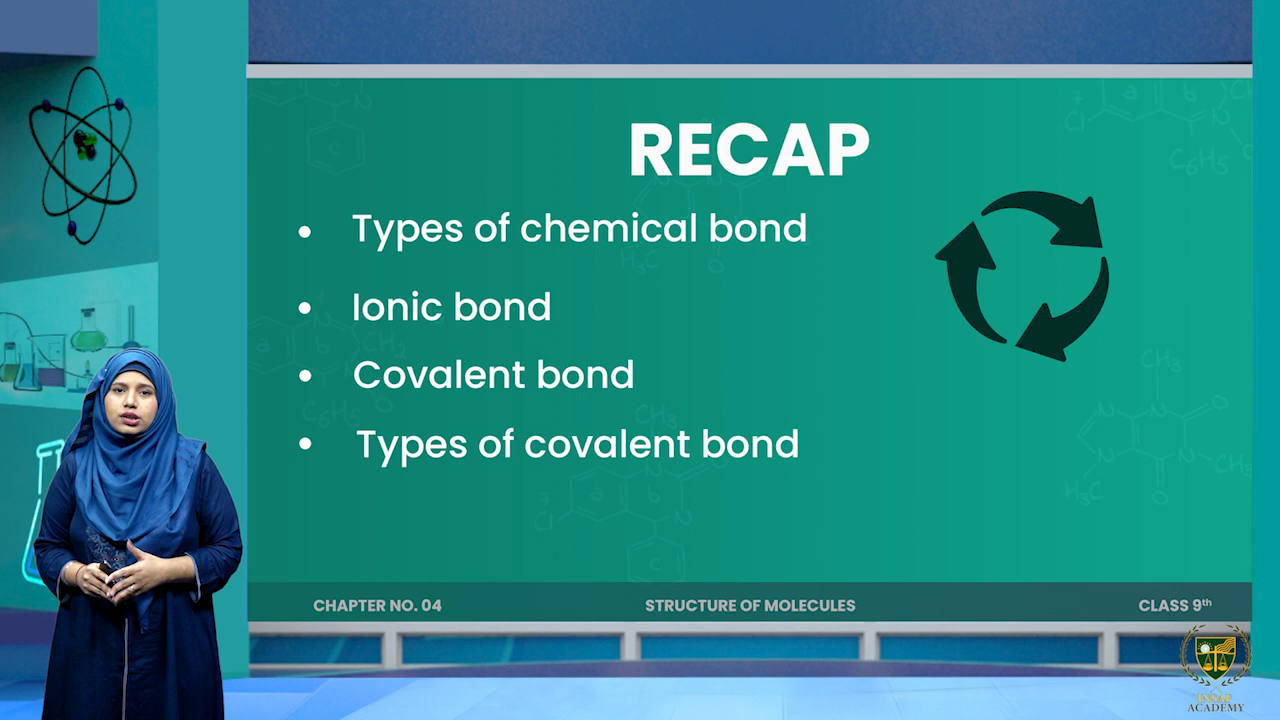 RECAP
• Types of chemical bond
• Ionic bond
• Covalent bond
• Types of covalent bond
CHAPTER NO. 04 STRUCTURE OF MOLECULES CLASS 9th
INSAF
ACADEMY